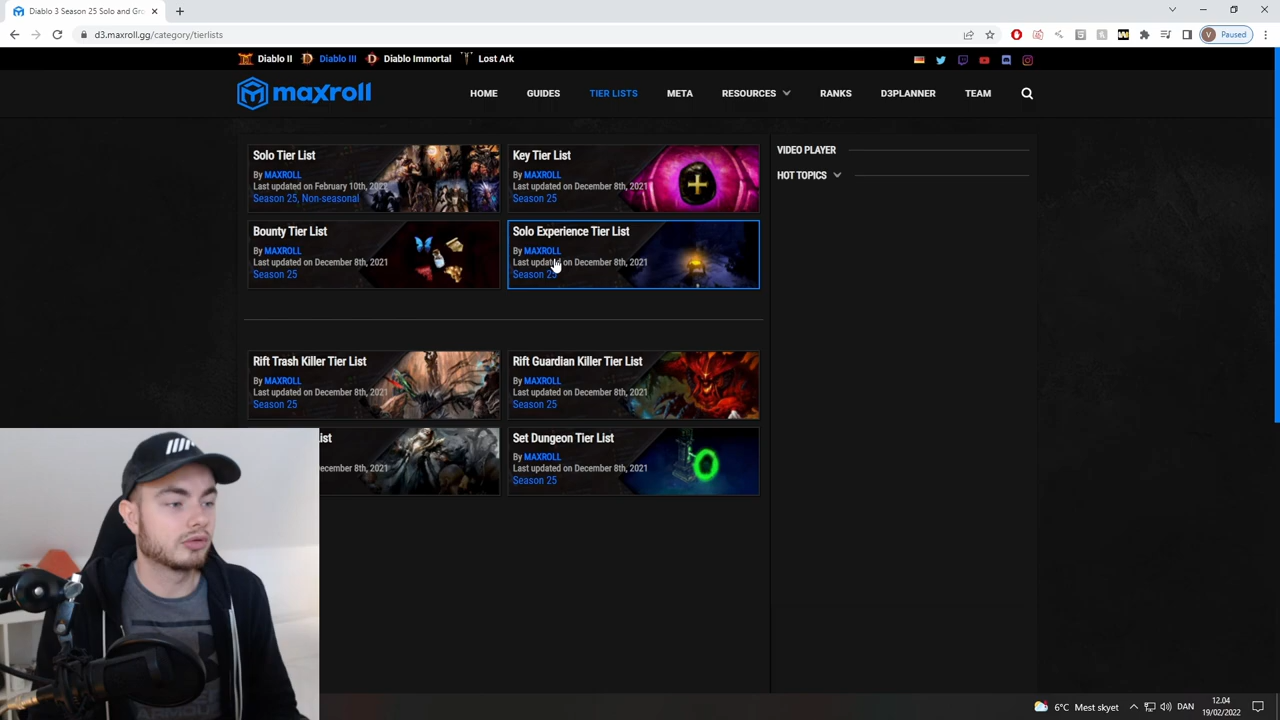 Diablo 3 Season 25 Solo and Gro
d3.maxroll.gg/category/tierlists
V Paused
Diablo II Diablo III Diablo Immortal Lost Ark
maxroll HOME GUIDES TIER LISTS META RESOURCES RANKS D3PLANNER TEAM
Solo Tier List
By MAXROLL
Last updated on February 10th, 2022
Season 25, Non-seasonal
Key Tier List
By MAXROLL
Last updated on December 8th, 2021
Season 25
Bounty Tier List
By MAXROLL
Last updated on December 8th, 2021
Season 25
Solo Experience Tier List
By MAXROLL
Last updated on December 8th, 2021
Season 25
Rift Trash Killer Tier List
By MAXROLL
Last updated on December 8th, 2021
Season 25
Rift Guardian Killer Tier List
By MAXROLL
Last updated on December 8th, 2021
Season 25
ist
ember 8th, 2021
Set Dungeon Tier List
By MAXROLL
Last updated on December 8th, 2021
Season 25
VIDEO PLAYER
HOT TOPICS
6°C Mest skyet DAN
12.04
19/02/2022